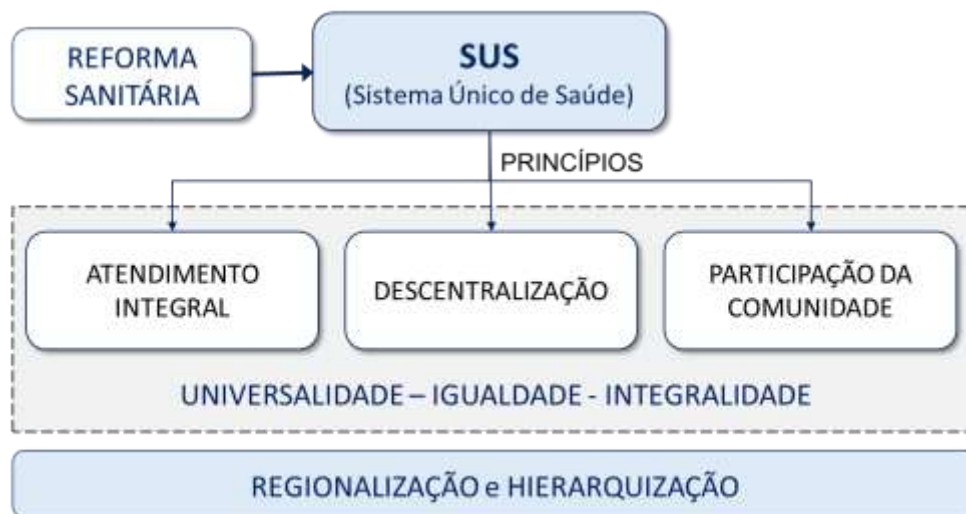 REFORMA
SANITÁRIA
SUS
(Sistema Único de Saúde)
PRINCÍPIOS
ATENDIMENTO
INTEGRAL
DESCENTRALIZAÇÃO
PARTICIPAÇÃO DA
COMUNIDADE
UNIVERSALIDADE – IGUALDADE - INTEGRALIDADE
REGIONALIZAÇÃO e HIERARQUIZAÇÃO